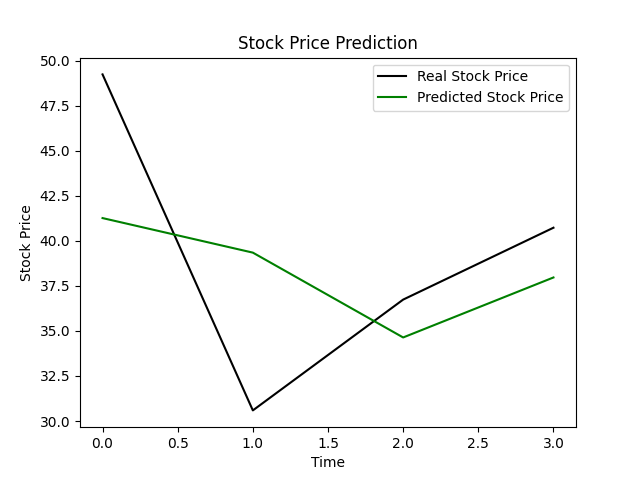 Stock Price Prediction
Real Stock Price
Predicted Stock Price
Stock Price
50.0
47.5
45.0
42.5
40.0
37.5
35.0
32.5
30.0
0.0 0.5 1.0 1.5 2.0 2.5 3.0
Time